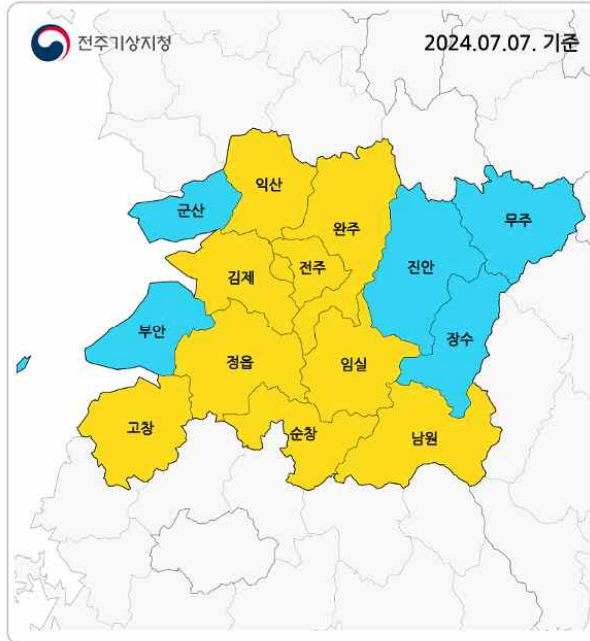 전주기상지청
2024.07.07. 기준
익산
군산
완주
무주
전주
진안
김제
부안
장수
정읍
임실
고창
순창
남원